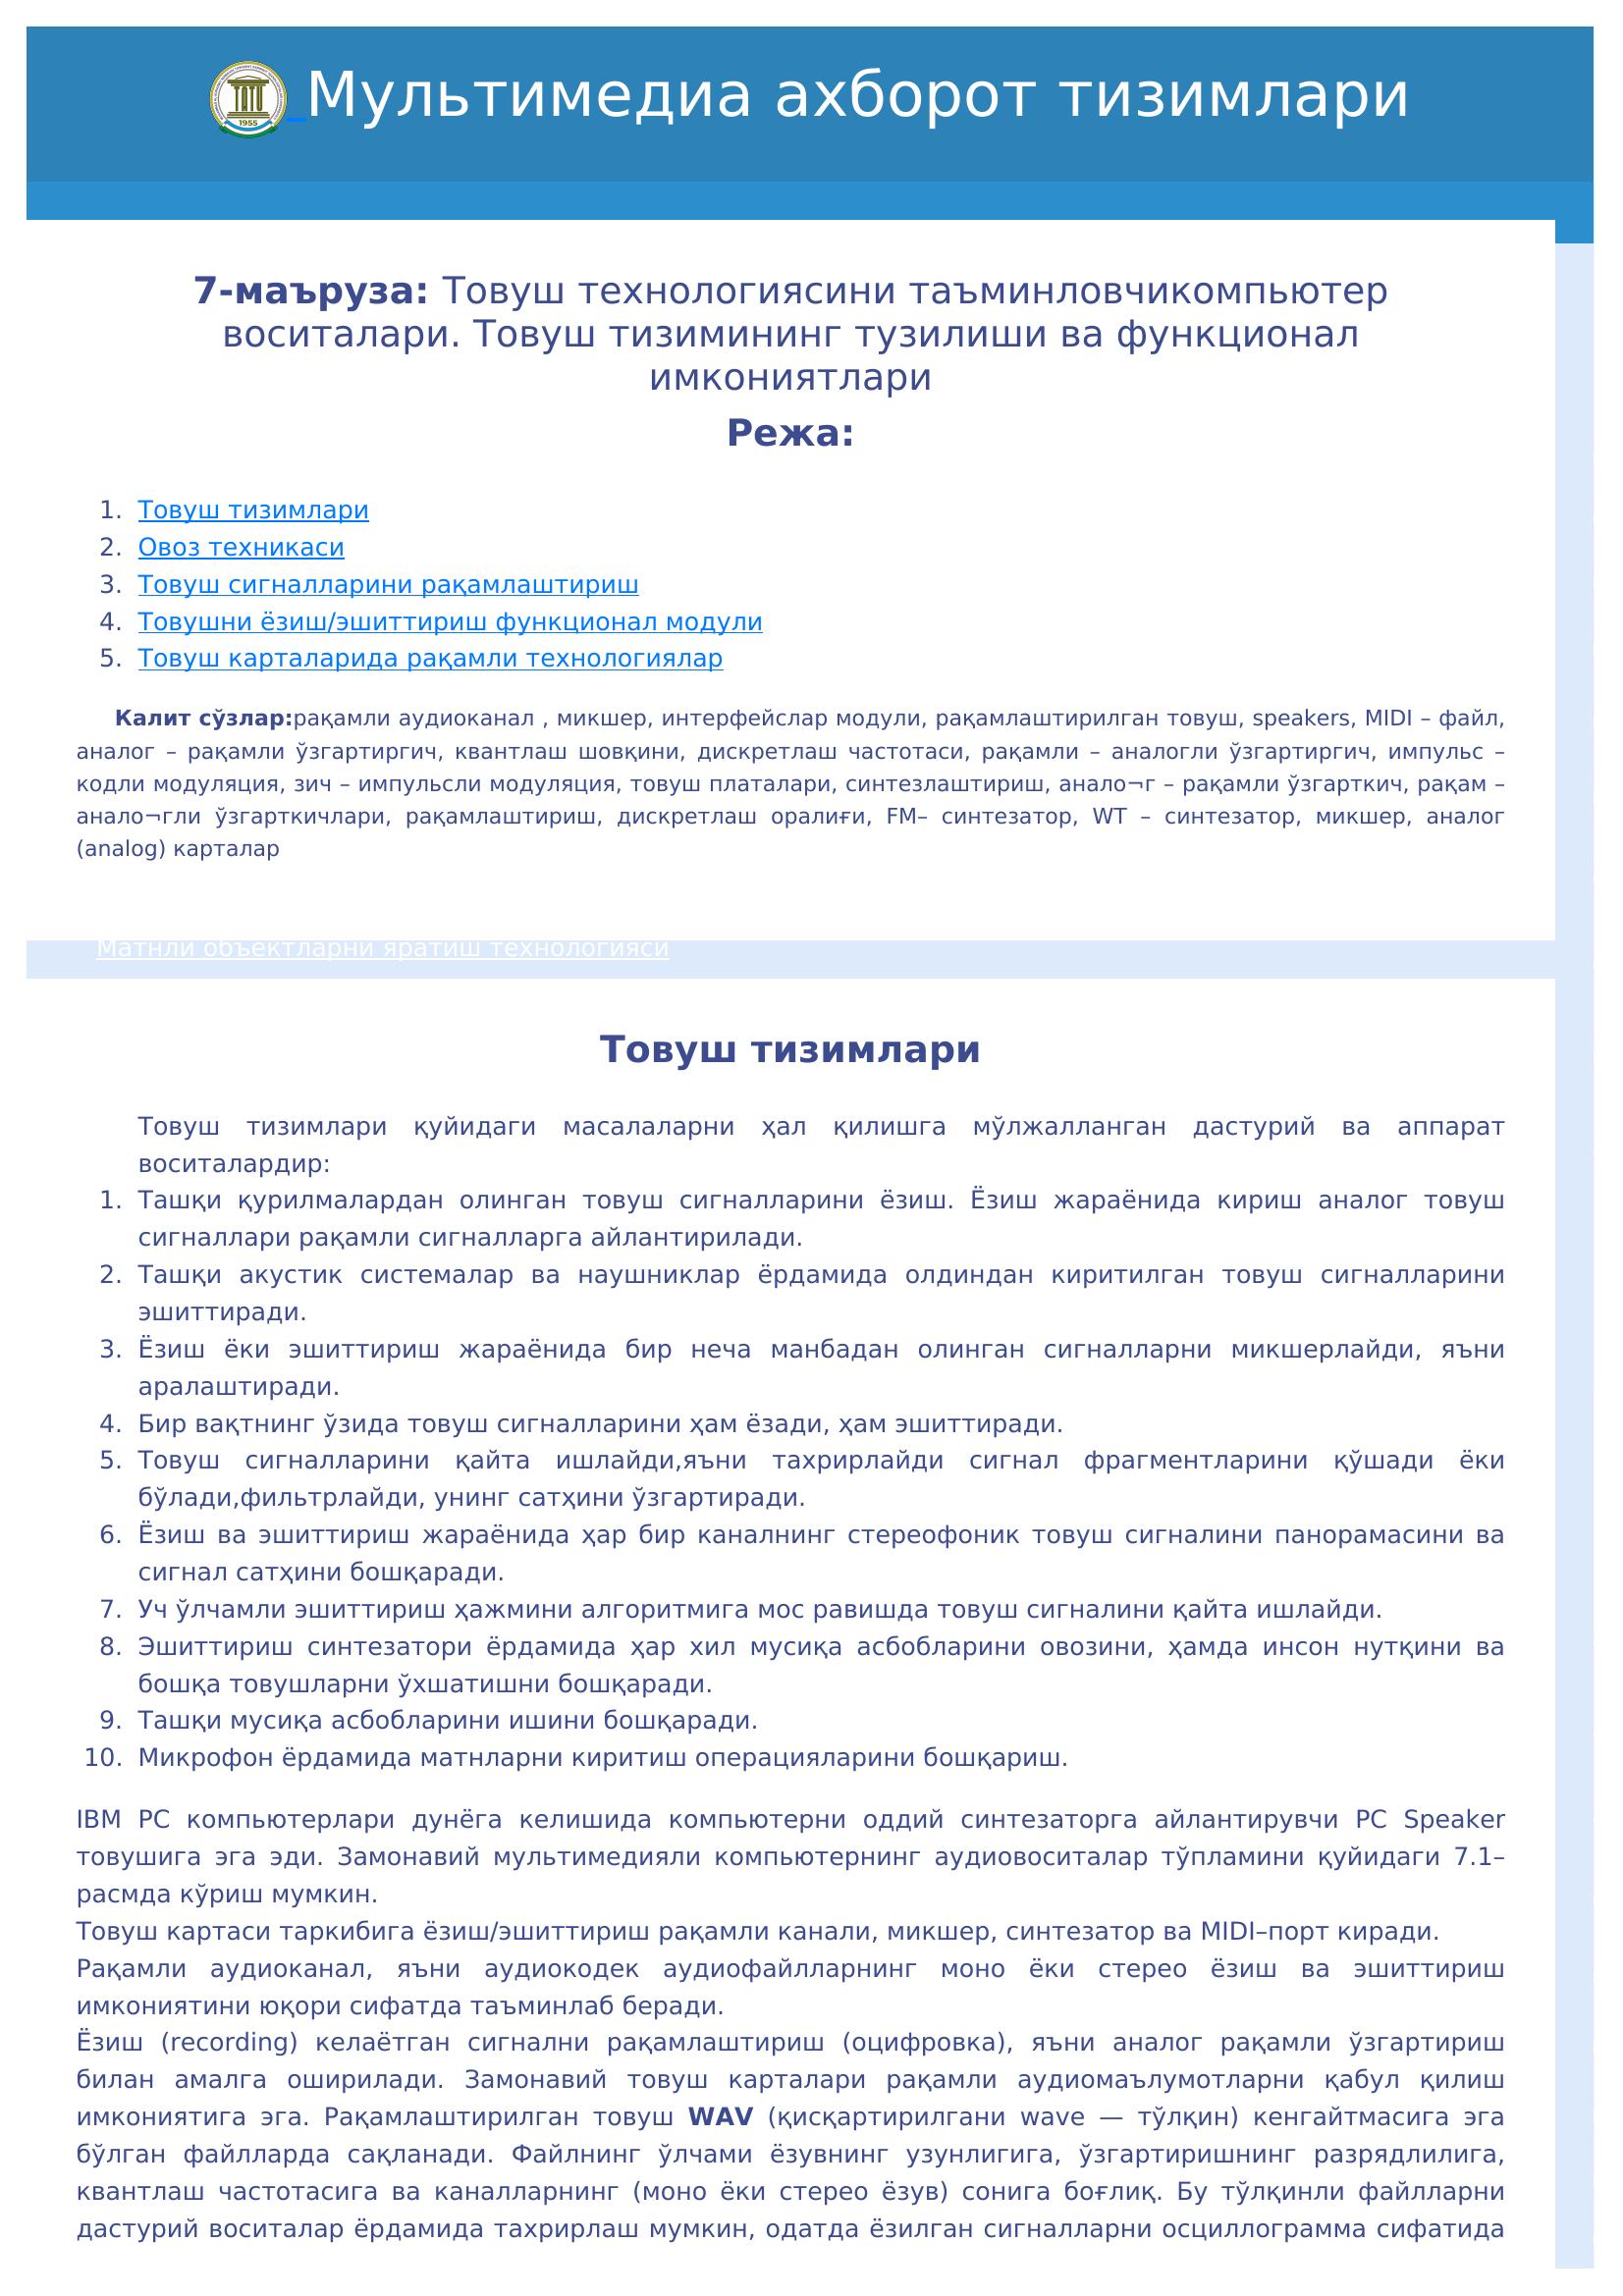 1955
Мультимедиа ахборот тизимлари
7-маъруза: Товуш технологиясини таъминловчикомпьютер
воситалари. Товуш тизимининг тузилиши ва функционал
имкониятлари
Режа:
1. Товуш тизимлари
2. Овоз техникаси
3. Товуш сигналларини рақамлаштириш
4. Товушни ёзиш/эшиттириш функционал модули
5. Товуш карталарида рақамли технологиялар
Калит сўзлар:рақамли аудиоканал , микшер, интерфейслар модули, рақамлаштирилган товуш, speakers, MIDI – файл,
аналог – рақамли ўзгартиргич, квантлаш шовқини, дискретлаш частотаси, рақамли – аналогли ўзгартиргич, импульс –
кодли модуляция, зич – импульсли модуляция, товуш платалари, синтезлаштириш, анало¬г – рақамли ўзгарткич, рақам –
анало¬гли ўзгарткичлари, рақамлаштириш, дискретлаш оралиғи, FM– синтезатор, WT – синтезатор, микшер, аналог
(analog) карталар
Матнли объектларни яратиш технологияси
Товуш тизимлари
Товуш тизимлари қуйидаги масалаларни ҳал қилишга мўлжалланган дастурий ва аппарат
воситалардир:
1. Ташқи қурилмалардан олинган товуш сигналларини ёзиш. Ёзиш жараёнида кириш аналог товуш
сигналлари рақамли сигналларга айлантирилади.
2. Ташқи акустик системалар ва наушниклар ёрдамида олдиндан киритилган товуш сигналларини
эшиттиради.
3. Ёзиш ёки эшиттириш жараёнида бир неча манбадан олинган сигналларни микшерлайди, яъни
аралаштиради.
4. Бир вақтнинг ўзида товуш сигналларини ҳам ёзади, ҳам эшиттиради.
5. Товуш сигналларини қайта ишлайди,яъни тахрирлайди сигнал фрагментларини қўшади ёки
бўлади,фильтрлайди, унинг сатҳини ўзгартиради.
6. Ёзиш ва эшиттириш жараёнида ҳар бир каналнинг стереофоник товуш сигналини панорамасини ва
сигнал сатҳини бошқаради.
7. Уч ўлчамли эшиттириш ҳажмини алгоритмига мос равишда товуш сигналини қайта ишлайди.
8. Эшиттириш синтезатори ёрдамида ҳар хил мусиқа асбобларини овозини, ҳамда инсон нутқини ва
бошқа товушларни ўхшатишни бошқаради.
9. Ташқи мусиқа асбобларини ишини бошқаради.
10. Микрофон ёрдамида матнларни киритиш операцияларини бошқариш.
IBM PC компьютерлари дунёга келишида компьютерни оддий синтезаторга айлантирувчи PC Speaker
товушига эга эди. Замонавий мультимедияли компьютернинг аудиовоситалар тўпламини қуйидаги 7.1–
расмда кўриш мумкин.
Товуш картаси таркибига ёзиш/эшиттириш рақамли канали, микшер, синтезатор ва MIDI–порт киради.
Рақамли аудиоканал, яъни аудиокодек аудиофайлларнинг моно ёки стерео ёзиш ва эшиттириш
имкониятини юқори сифатда таъминлаб беради.
Ёзиш (recording) келаётган сигнални рақамлаштириш (оцифровка), яъни аналог рақамли ўзгартириш
билан амалга оширилади. Замонавий товуш карталари рақамли аудиомаълумотларни қабул қилиш
имкониятига эга. Рақамлаштирилган товуш WAV (қисқартирилгани wave — тўлқин) кенгайтмасига эга
бўлган файлларда сақланади. Файлнинг ўлчами ёзувнинг узунлигига, ўзгартиришнинг разрядлилига,
квантлаш частотасига ва каналларнинг (моно ёки стерео ёзув) сонига боғлиқ. Бу тўлқинли файлларни
дастурий воситалар ёрдамида тахрирлаш мумкин, одатда ёзилган сигналларни осциллограмма сифатида